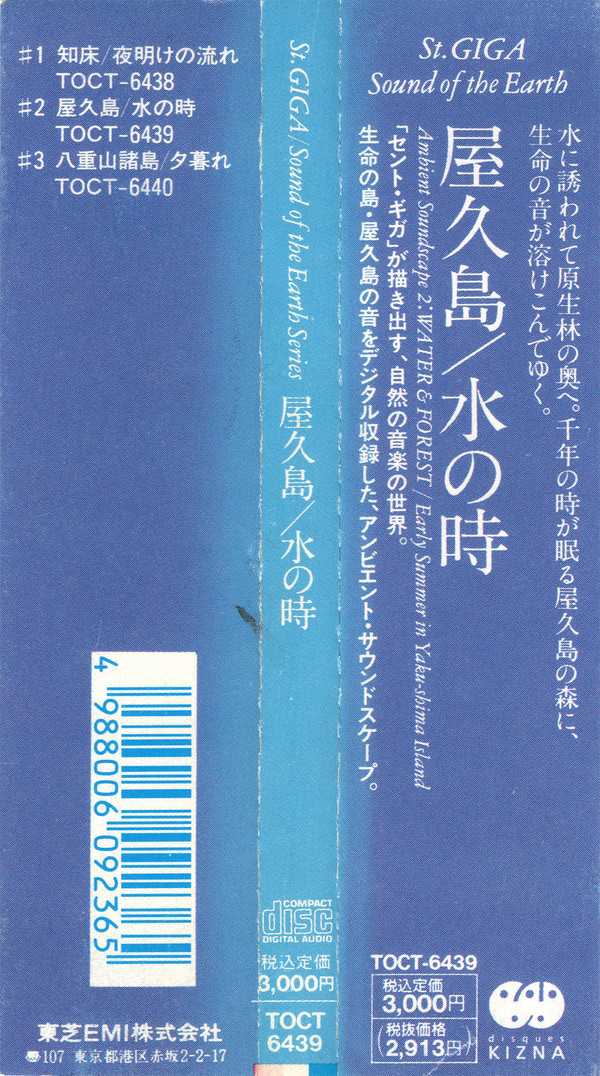 #1 知床/夜明けの流れ
TOCT-6438
#2 屋久島/水の時
TOCT-6439
#3 八重山諸島/夕暮れ
TOCT-6440
4 988006 092365
東芝EMI株式会社
107 東京都港区赤坂2-2-17
St.GIGA/Sound of the Earth Series 屋久島/水の時
COMPACT
disc
DIGITAL AUDIO
税込定価
3,000円
TOCT
6439
St.GIGA
Sound of the Earth
水に誘われて原生林の奥へ。千年の時が眠る屋久島の森に、
生命の音が溶けこんでゆく。
屋久島/水の時
Ambient Soundscape 2:WATER & FOREST / Early Summer in Yaku-shima Island
「セント・ギガ」が描き出す、自然の音楽の世界。
生命の島・屋久島の音をデジタル収録した、アンビエント・サウンドスケープ。
TOCT-6439
税込定価
3,000円
(税抜価格
2,913円)
disques
KIZNA